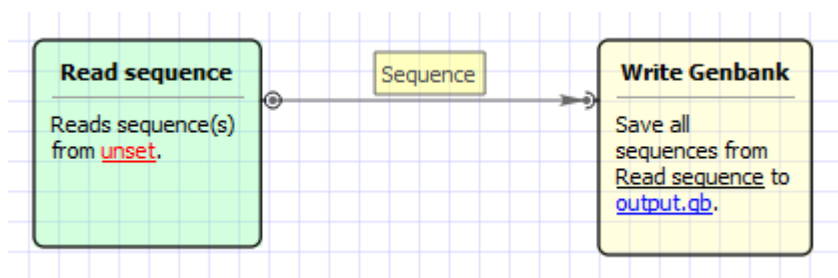 Read sequence
Reads sequence(s)
from unset.
Sequence
Write Genbank
Save all
sequences from
Read sequence to
output.gb.